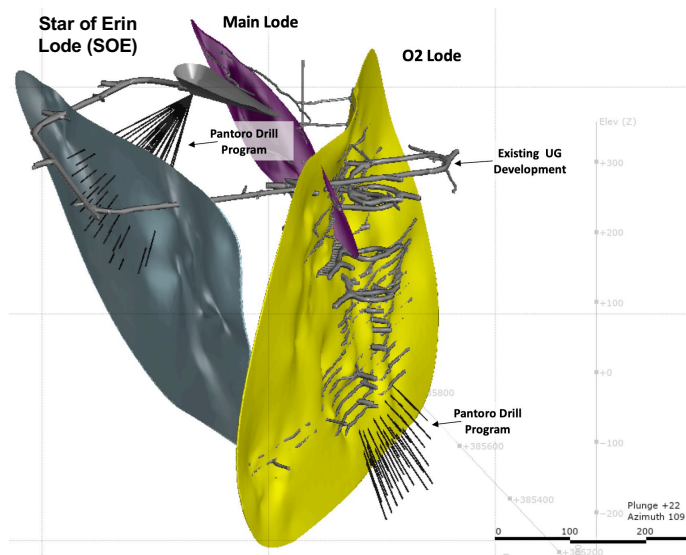 Star of Erin
Lode (SOE)
Main Lode
O2 Lode
Pantoro Drill
Program
Existing UG
Development
Elev (Z)
+300
+200
+100
+0
-100
-200
Pantoro Drill
Program
+385600
+385400
+385200
Plunge +22
Azimuth 109
0
100
200